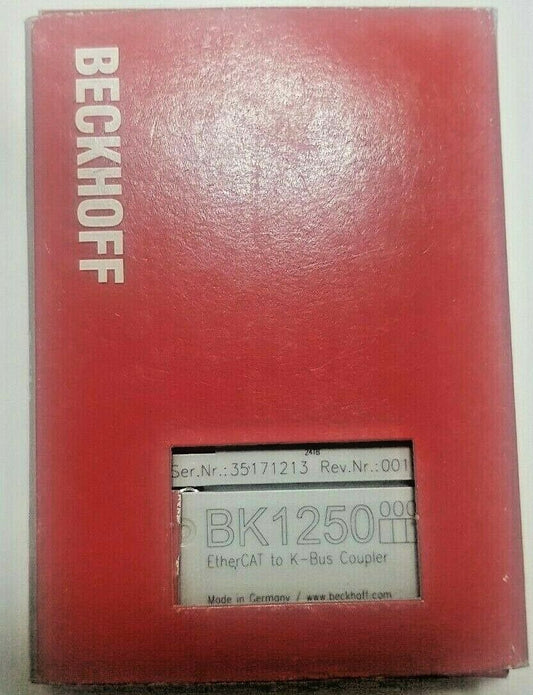 BECKHOFF
2418
Ser.Nr.:35171213 Rev.Nr.:001
000
BK1250
EtherCAT to K-Bus Coupler
Made in Germany / www.beckhoff.com